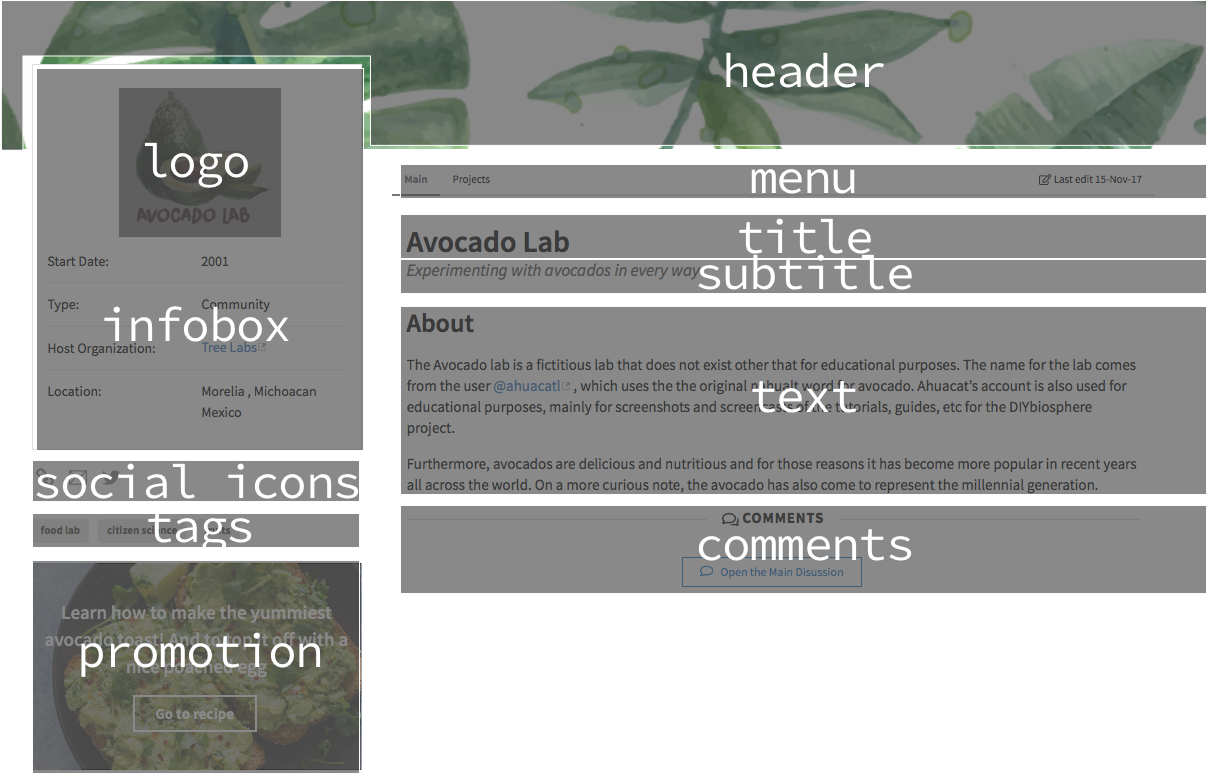 header
logo
AVOCADO LAB
Start Date: 2001
Type: Community
infobox
Host Organization: Tree Labs
Location: Morelia , Michoacan
Mexico
social icons
food lab citizen science
tags
Learn how to make the yummiest
avocado toast! And to top it off with a
nice poached egg
promotion
Go to recipe
Main Projects Last edit 15-Nov-17
menu
Avocado Lab
title
Experimenting with avocados in every way
subtitle
About
The Avocado lab is a fictitious lab that does not exist other that for educational purposes. The name for the lab comes
from the user @ahuacatl , which uses the the original nahualt word for avocado. Ahuacat's account is also used for
text
educational purposes, mainly for screenshots and screencasts of the tutorials, guides, etc for the DIYbiosphere
project.
Furthermore, avocados are delicious and nutritious and for those reasons it has become more popular in recent years
all across the world. On a more curious note, the avocado has also come to represent the millennial generation.
COMMENTS
comments
Open the Main Disussion